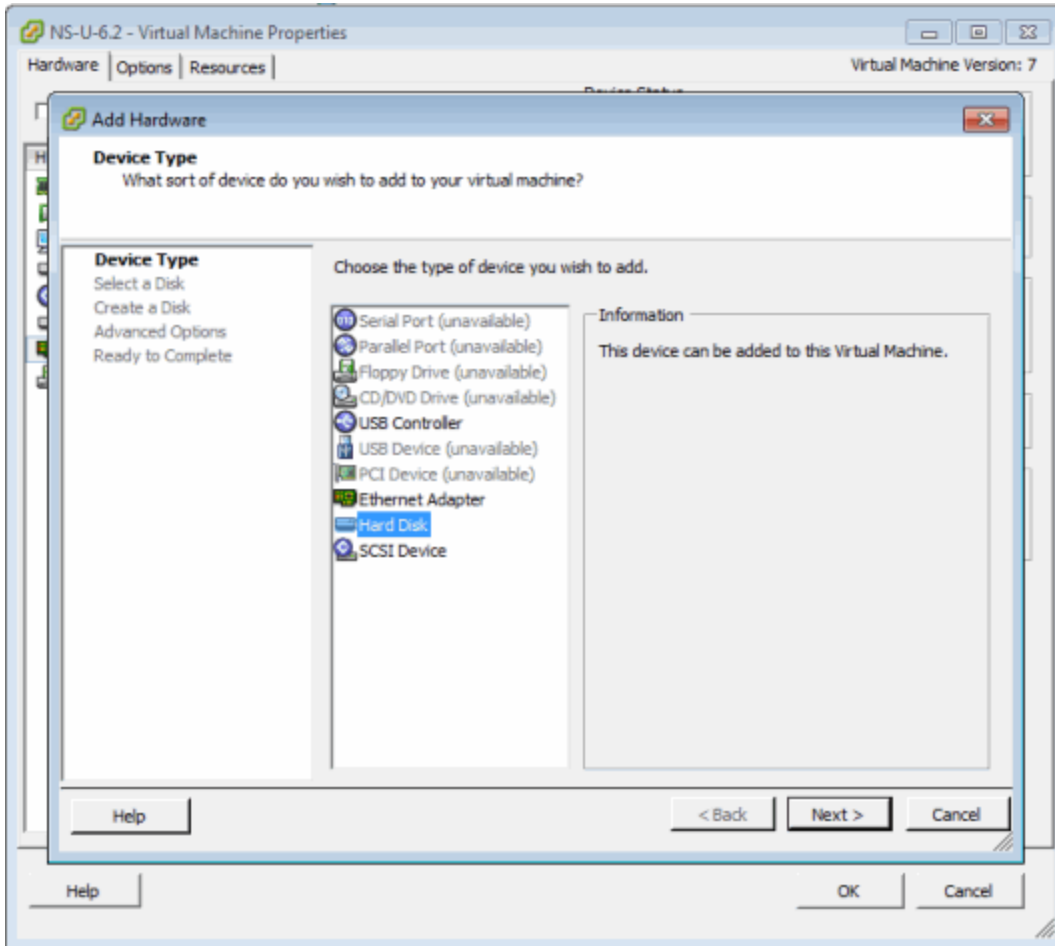 NS-U-6.2 - Virtual Machine Properties
Hardware Options Resources
Virtual Machine Version: 7
Device Status
Add Hardware
Device Type
What sort of device do you wish to add to your virtual machine?
Device Type
Select a Disk
Create a Disk
Advanced Options
Ready to Complete
Choose the type of device you wish to add.
Serial Port (unavailable)
Parallel Port (unavailable)
Floppy Drive (unavailable)
CD/DVD Drive (unavailable)
USB Controller
USB Device (unavailable)
PCI Device (unavailable)
Ethernet Adapter
Hard Disk
SCSI Device
Information
This device can be added to this Virtual Machine.
Help
< Back
Next >
Cancel
Help
OK
Cancel